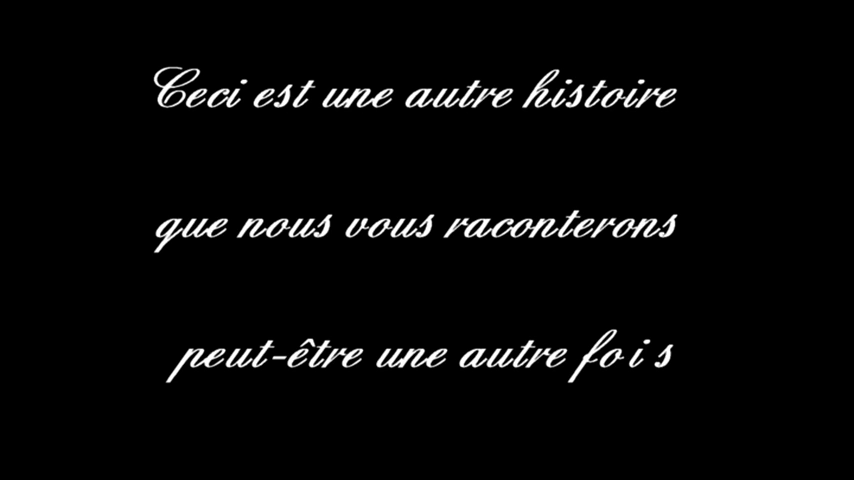 Ceci est une autre histoire
que nous vous raconterons
peut-être une autre fois